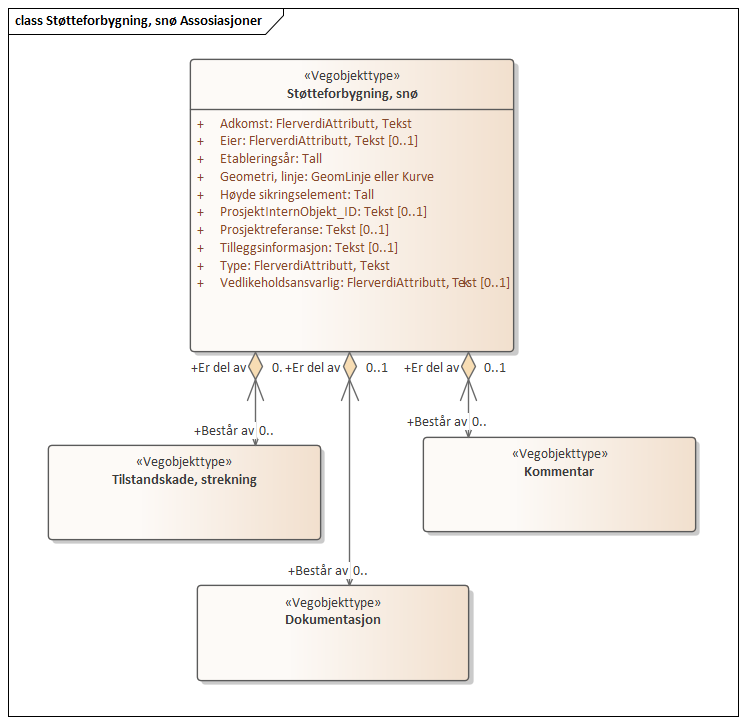 class Støtteforbygning, snø Assosiasjoner
«Vegobjekttype»
Støtteforbygning, snø
+ Adkomst: FlerverdiAttributt, Tekst
+ Eier: FlerverdiAttributt, Tekst [0..1]
+ Etableringsår: Tall
+ Geometri, linje: GeomLinje eller Kurve
+ Høyde sikringselement: Tall
+ ProsjektInternObjekt_ID: Tekst [0..1]
+ Prosjektreferanse: Tekst [0..1]
+ Tilleggsinformasjon: Tekst [0..1]
+ Type: FlerverdiAttributt, Tekst
+ Vedlikeholdsansvarlig: FlerverdiAttributt, Tekst [0..1]
+Er del av 0. +Er del av 0..1 +Er del av 0..1
+Består av 0..
+Består av 0..
«Vegobjekttype»
Tilstandskade, strekning
«Vegobjekttype»
Kommentar
+Består av 0..
«Vegobjekttype»
Dokumentasjon